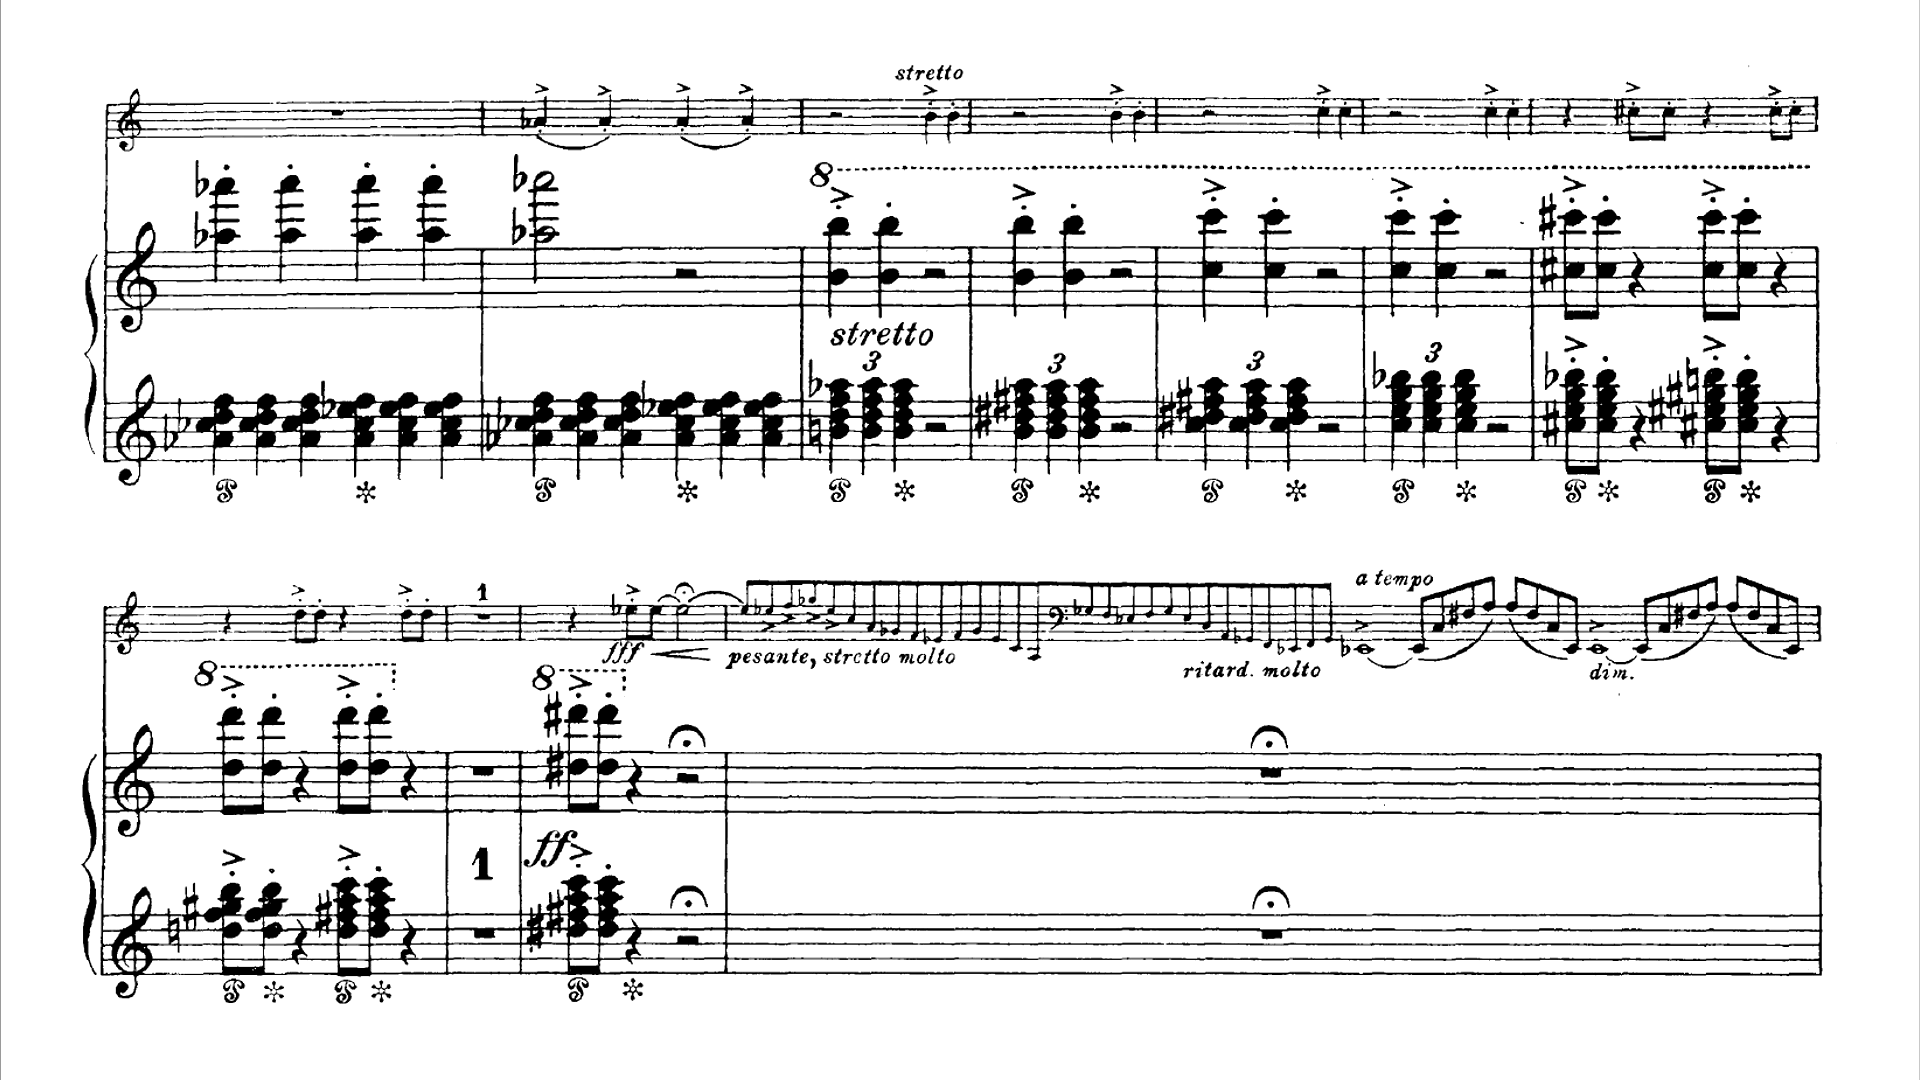 stretto
8
stretto
3 3 3 3
a tempo
1
8 8
fff pesante, stretto molto
ritard. molto
dim.
ff
1